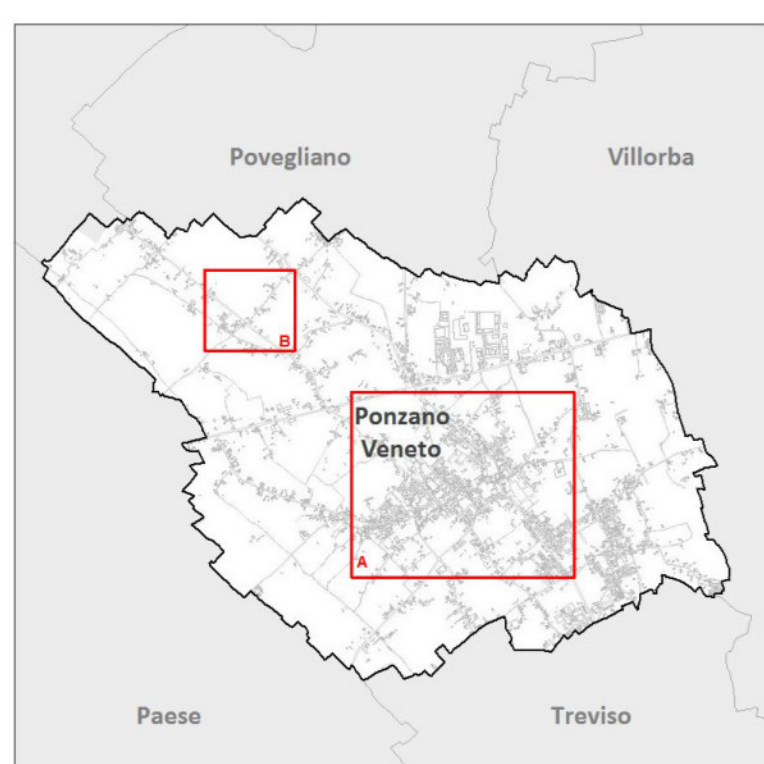 Povegliano
Villorba
B
Ponzano
Veneto
A
Paese
Treviso